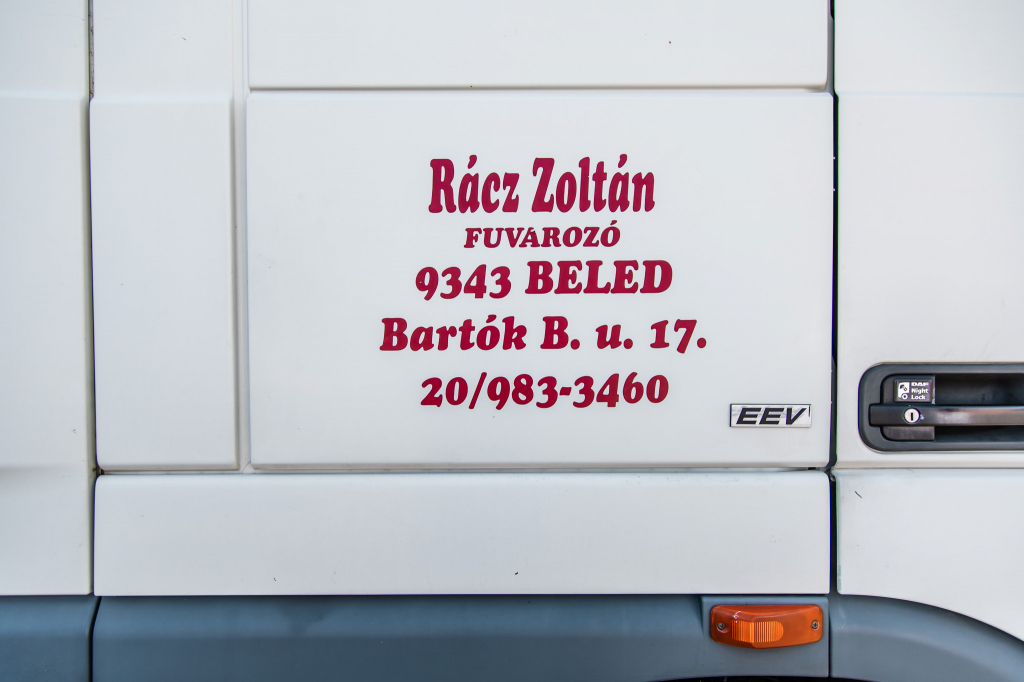 Rácz Zoltán
FUVAROZÓ
9343 BELED
Bartók B. u. 17.
20/983-3460
EEV
DAF
Night
Lock